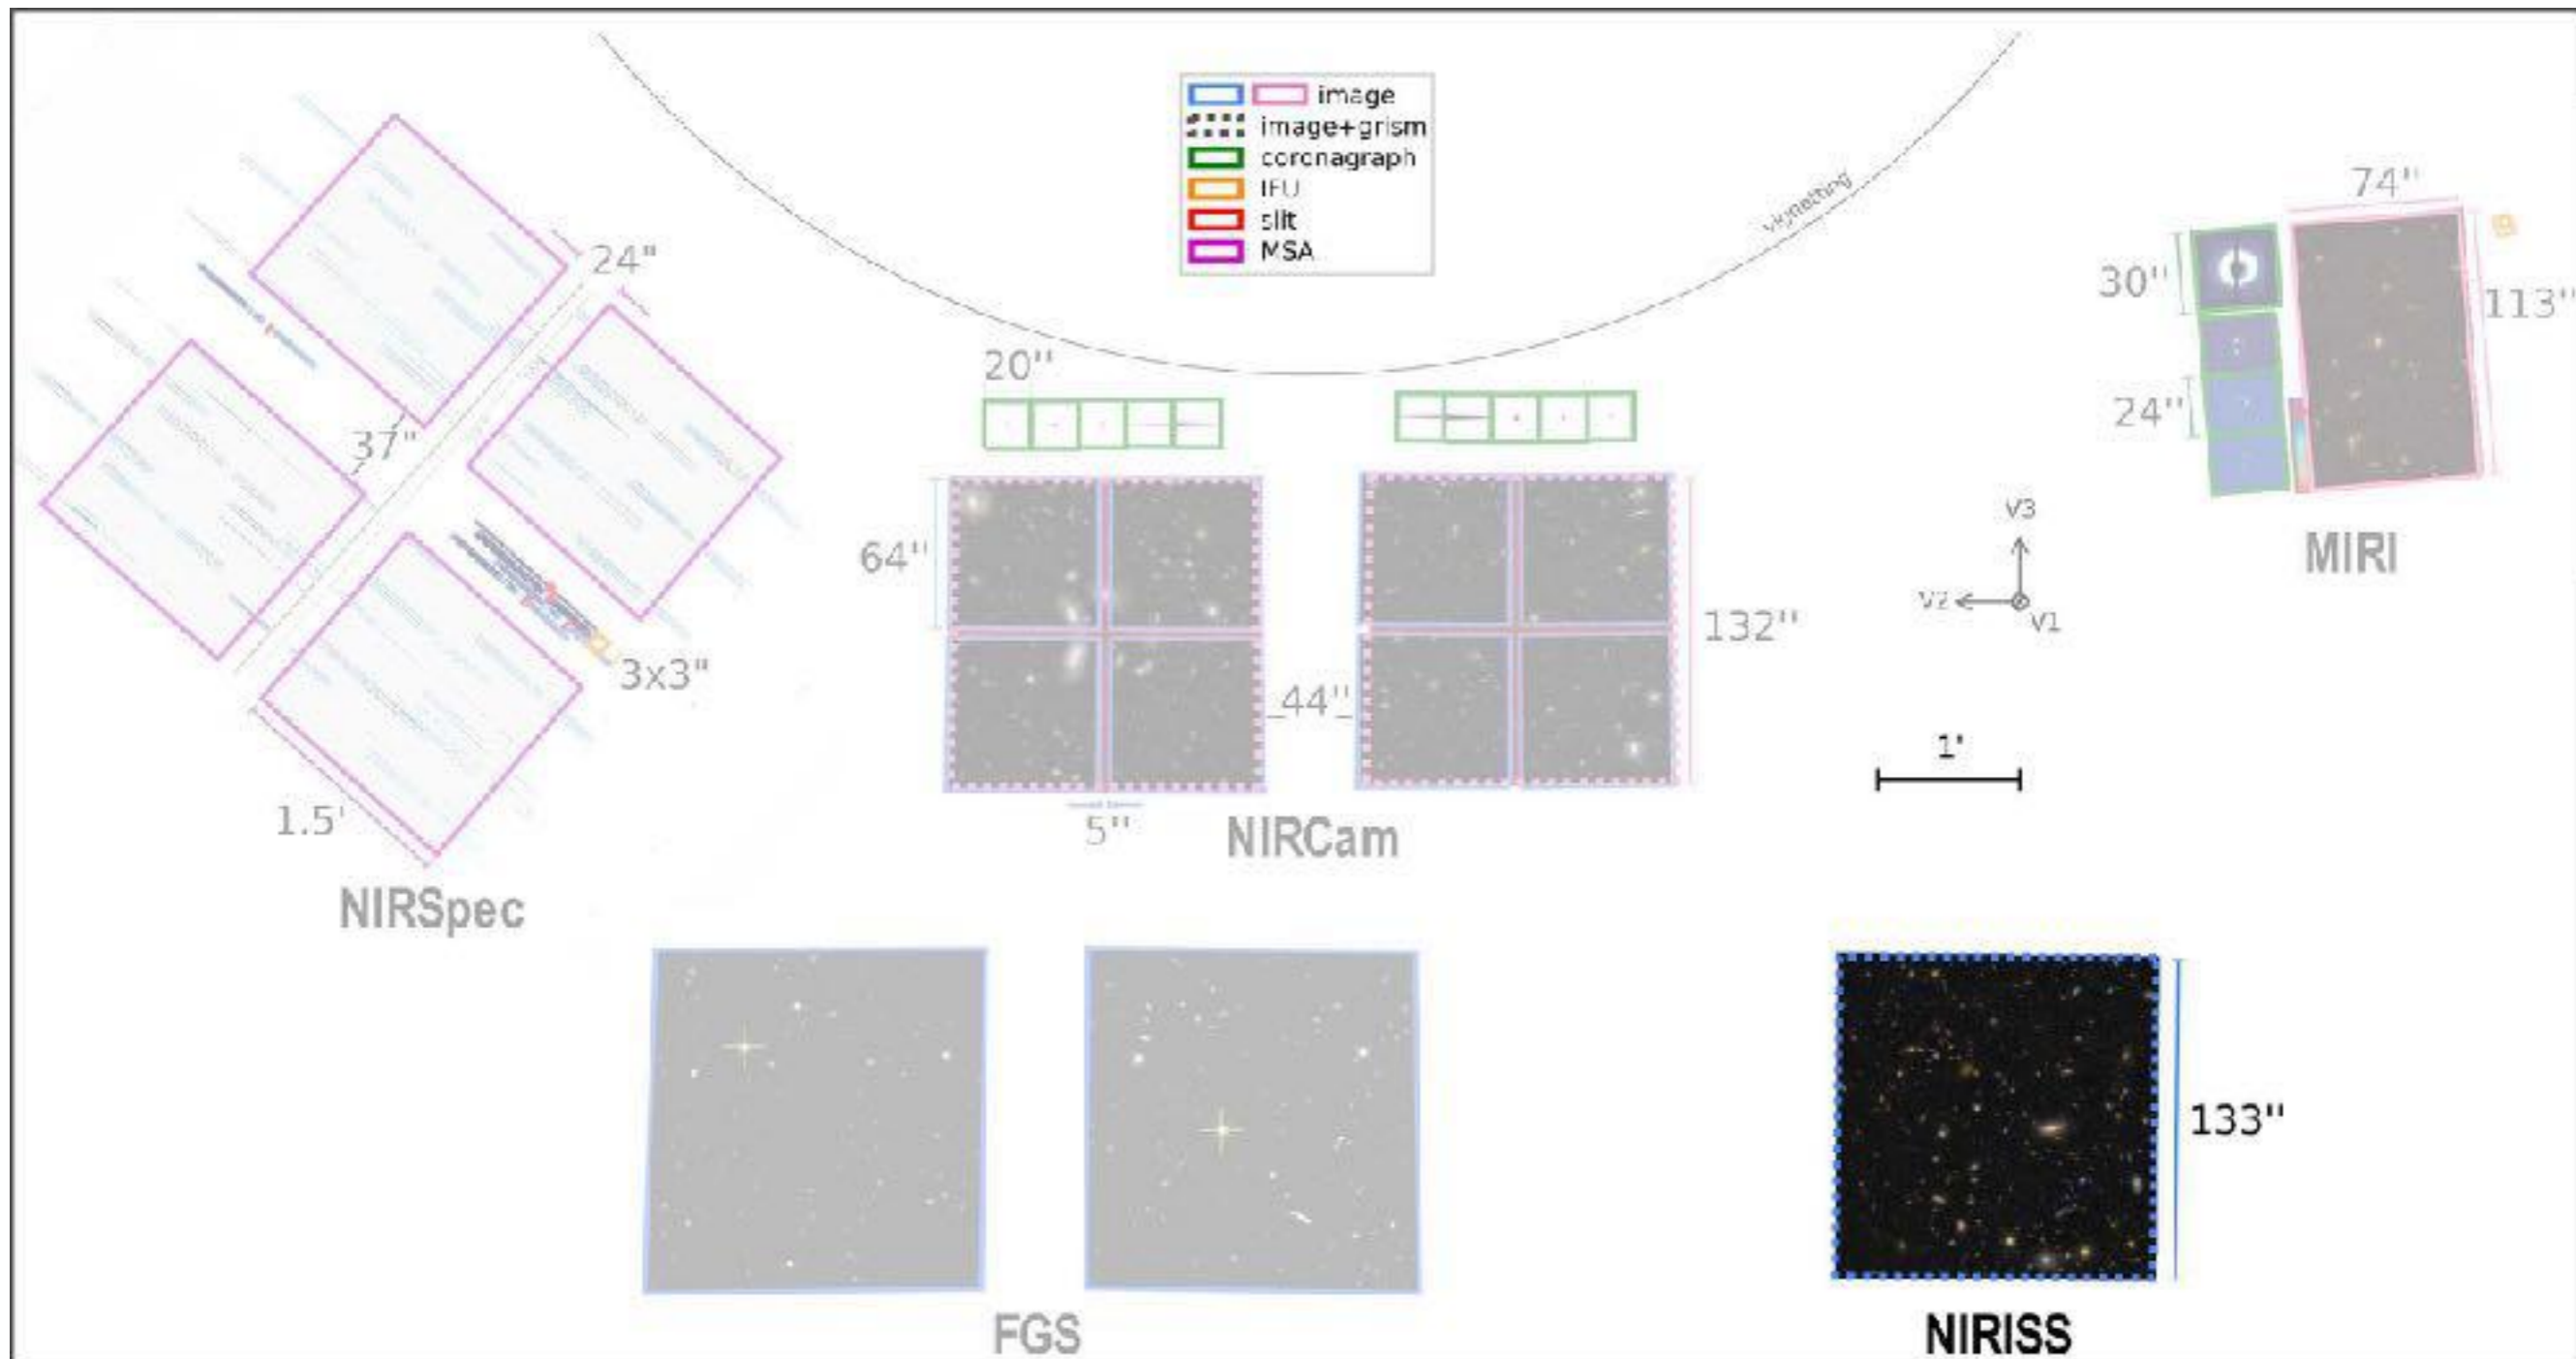 image
image+grism
coronagraph
IFU
slit
MSA
vignetting
74"
24"
30"
113"
20"
24"
37"
V3
64"
MIRI
V2
V1
132"
3x3"
44"
1'
1.5'
5"
NIRCam
NIRSpec
133"
FGS
NIRISS